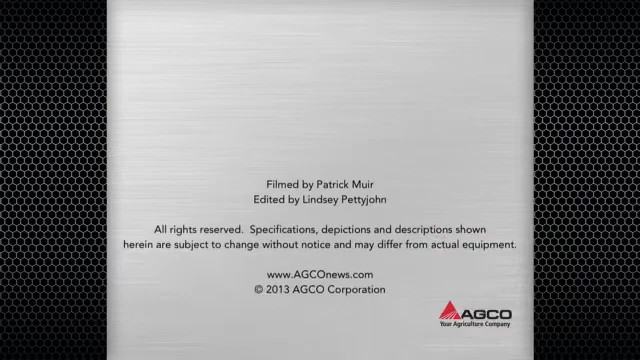 Filmed by Patrick Muir
Edited by Lindsey Pettyjohn
All rights reserved. Specifications, depictions and descriptions shown
herein are subject to change without notice and may differ from actual equipment.
www.AGCOnews.com
© 2013 AGCO Corporation
AGCO
Your Agriculture Company